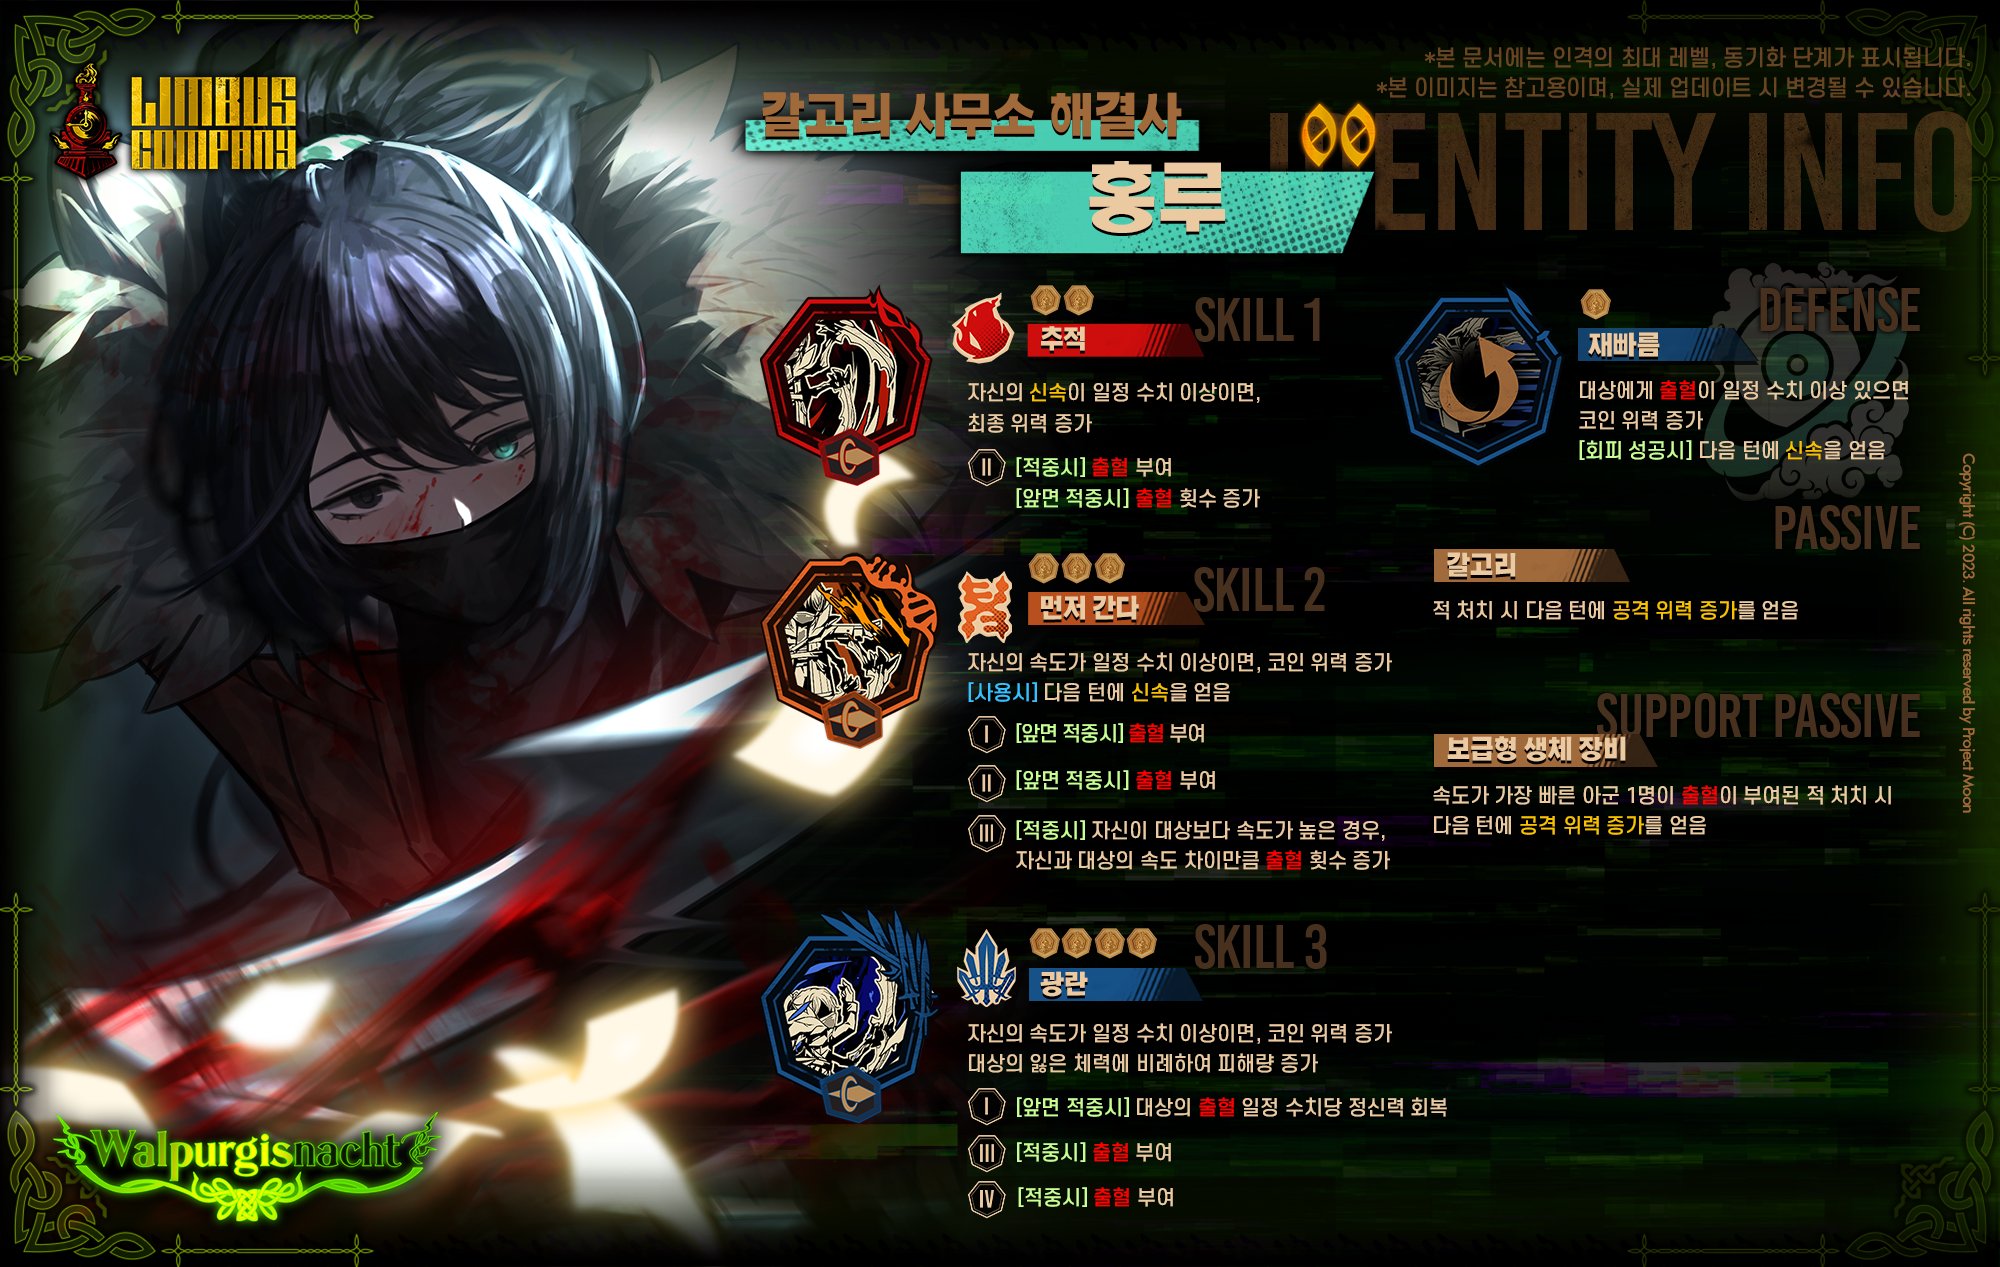 LIMBUS
COMPANY
*본 문서에는 인격의 최대 레벨, 동기화 단계가 표시됩니다.
*본 이미지는 참고용이며, 실제 업데이트 시 변경될 수 있습니다.
IDENTITY INFO
갈고리 사무소 해결사
홍루
SKILL 1
추적
자신의 신속이 일정 수치 이상이면,
최종 위력 증가
II [적중시] 출혈 부여
[앞면 적중시] 출혈 횟수 증가
SKILL 2
먼저 간다
자신의 속도가 일정 수치 이상이면, 코인 위력 증가
[사용시] 다음 턴에 신속을 얻음
I [앞면 적중시] 출혈 부여
II [앞면 적중시] 출혈 부여
III [적중시] 자신이 대상보다 속도가 높은 경우,
자신과 대상의 속도 차이만큼 출혈 횟수 증가
SKILL 3
광란
자신의 속도가 일정 수치 이상이면, 코인 위력 증가
대상의 잃은 체력에 비례하여 피해량 증가
I [앞면 적중시] 대상의 출혈 일정 수치당 정신력 회복
III [적중시] 출혈 부여
IV [적중시] 출혈 부여
DEFENSE
재빠름
대상에게 출혈이 일정 수치 이상 있으면
코인 위력 증가
[회피 성공시] 다음 턴에 신속을 얻음
PASSIVE
갈고리
적 처치 시 다음 턴에 공격 위력 증가를 얻음
SUPPORT PASSIVE
보급형 생체 장비
속도가 가장 빠른 아군 1명이 출혈이 부여된 적 처치 시
다음 턴에 공격 위력 증가를 얻음
Copyright (C) 2023. All rights reserved by Project Moon
Walpurgisnacht